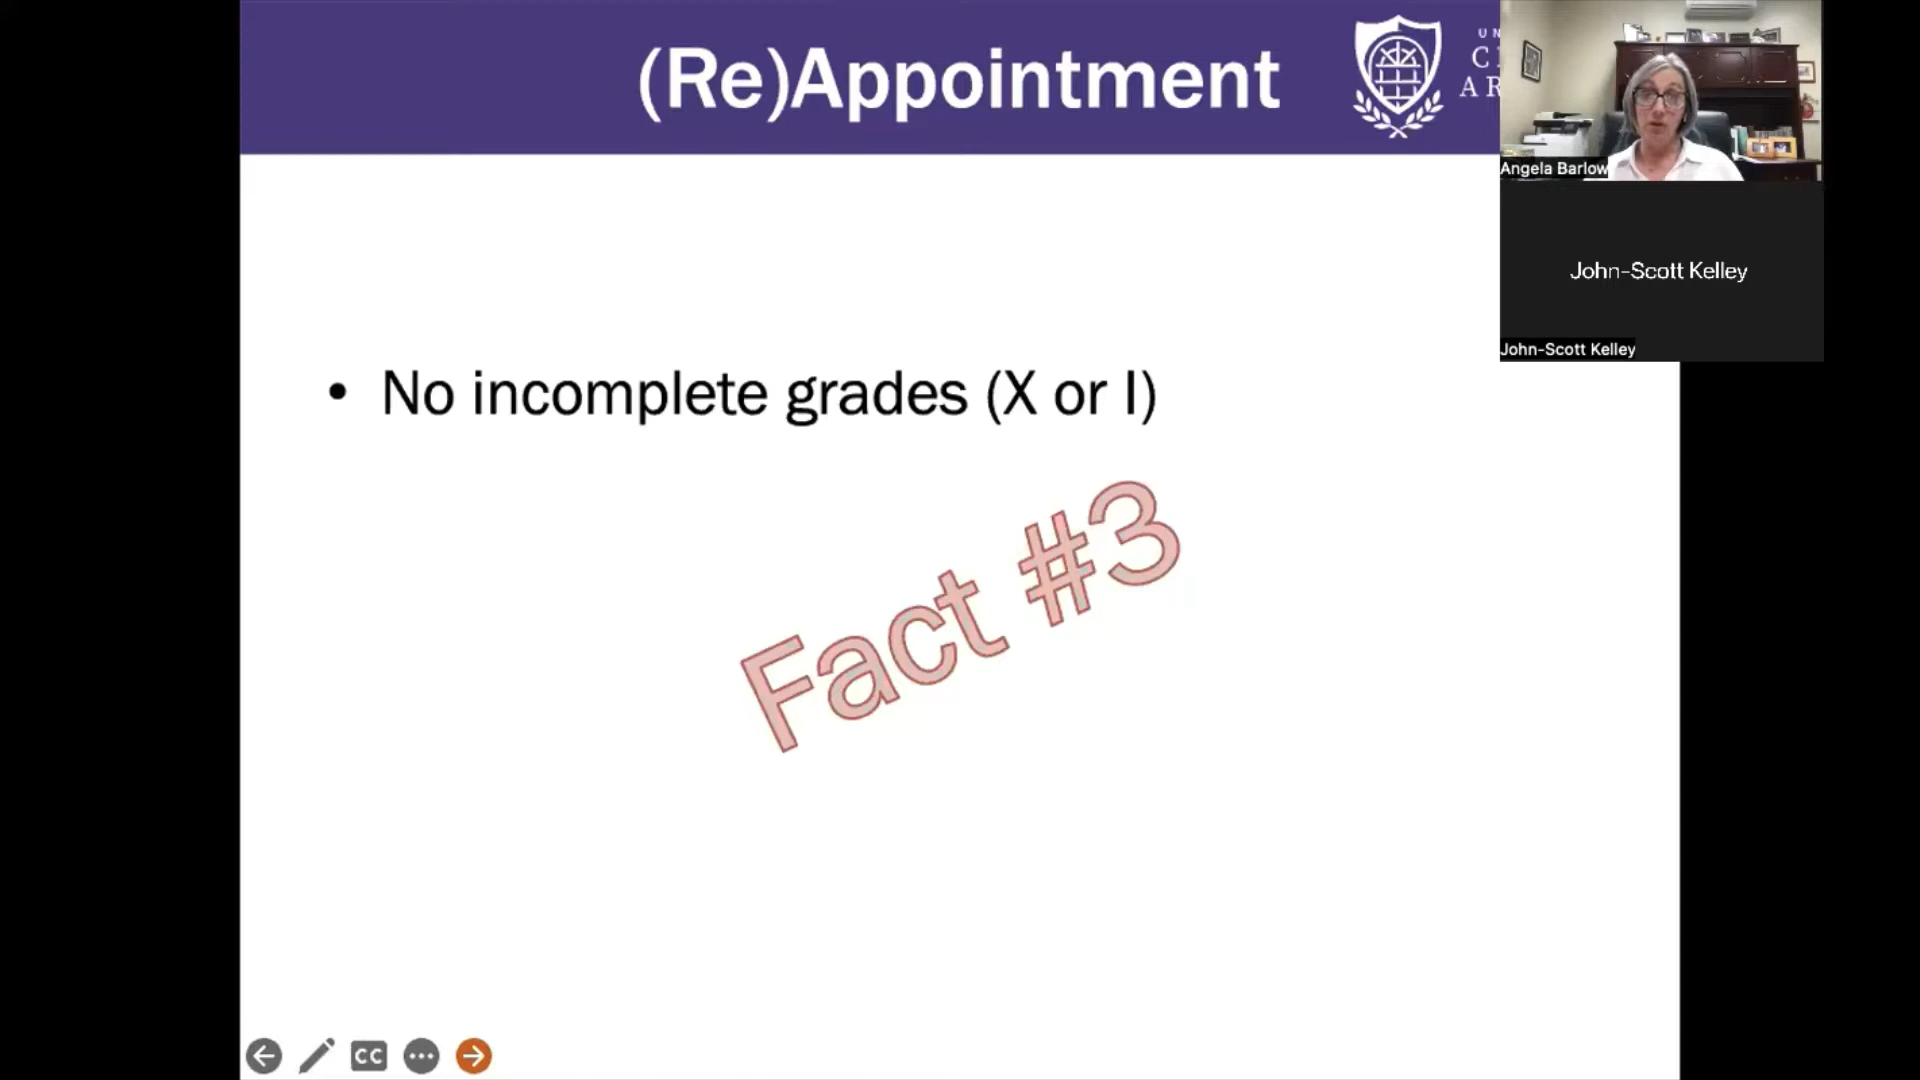 (Re)Appointment
Angela Barlow
John-Scott Kelley
John-Scott Kelley
• No incomplete grades (X or I)
Fact #3
CC